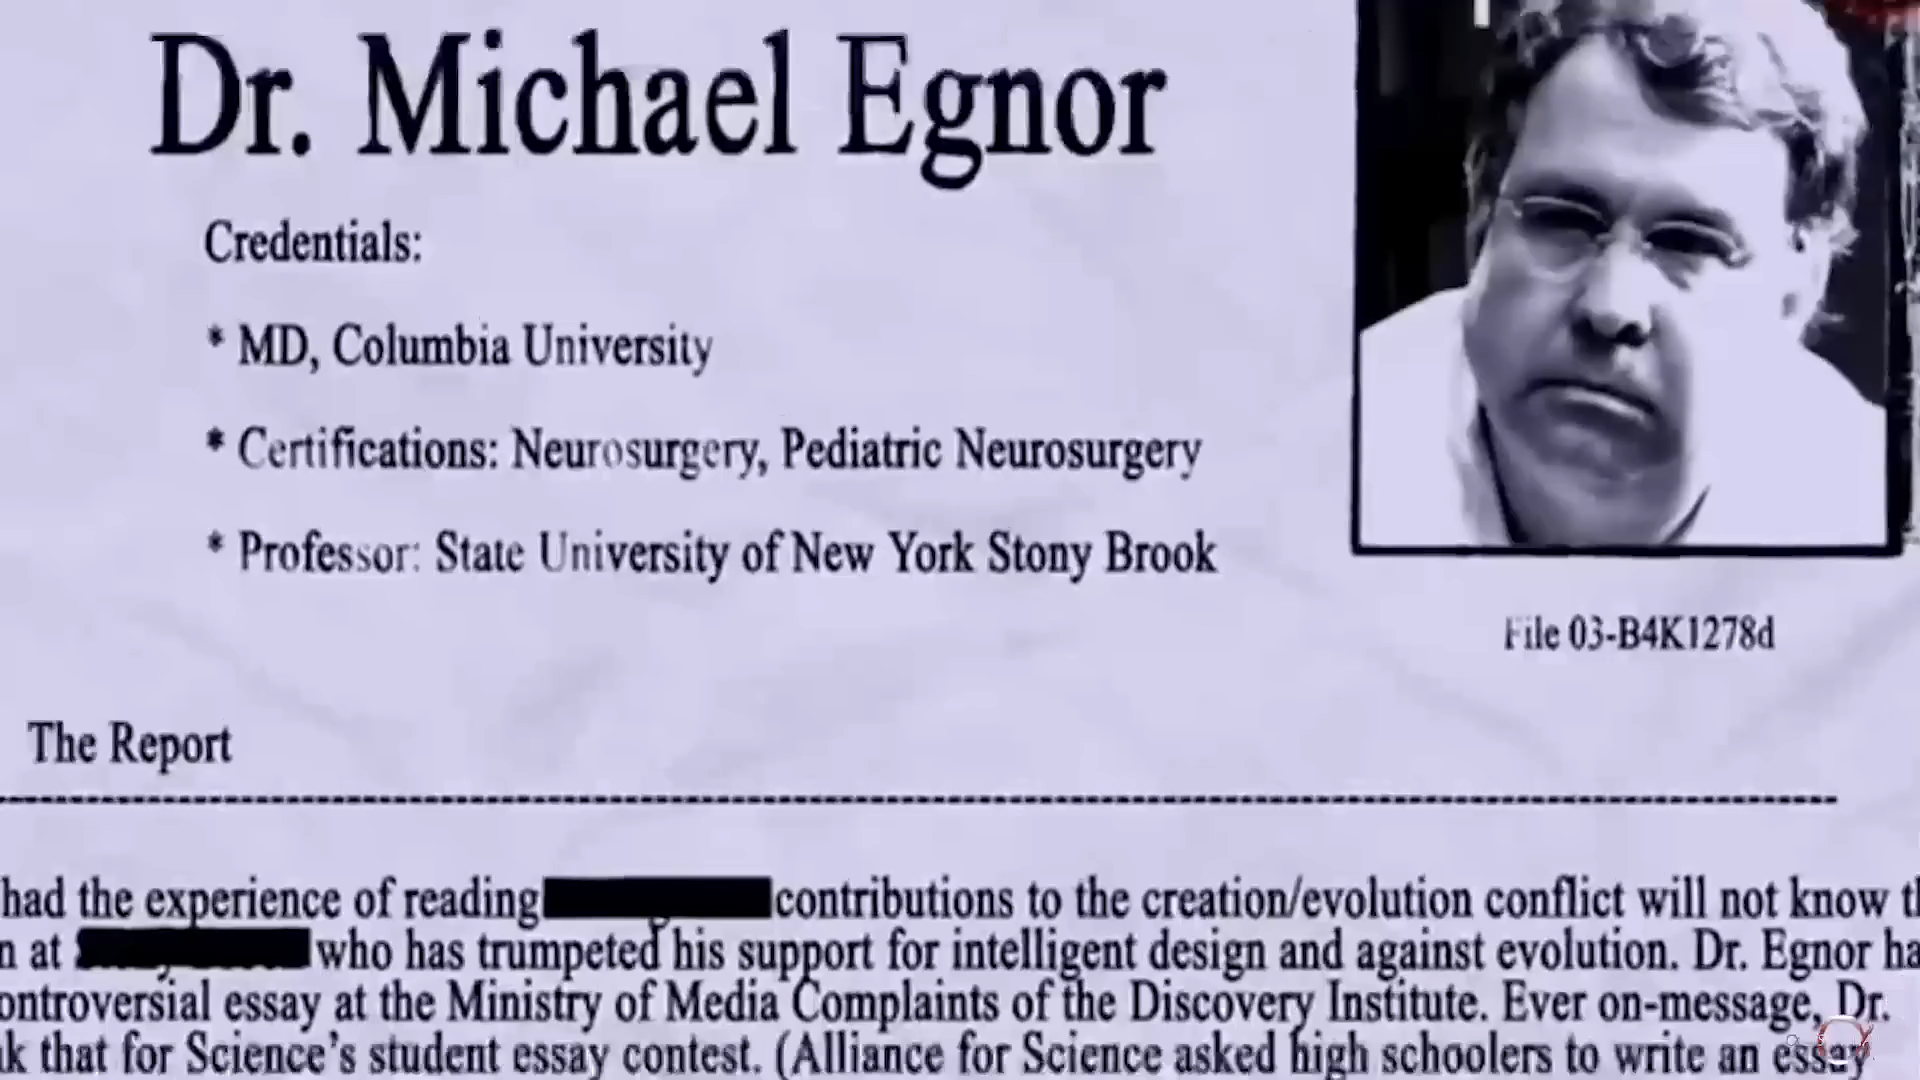 Dr. Michael Egnor
Credentials:
* MD, Columbia University
* Certifications: Neurosurgery, Pediatric Neurosurgery
* Professor: State University of New York Stony Brook
File 03-B4K1278d
The Report
had the experience of reading contributions to the creation/evolution conflict will not know
at who has trumpeted his support for intelligent design and against evolution. Dr. Egnor
ontroversial essay at the Ministry of Media Complaints of the Discovery Institute. Ever on-message, Dr.
k that for Science's student essay contest. (Alliance for Science asked high schoolers to write an essay